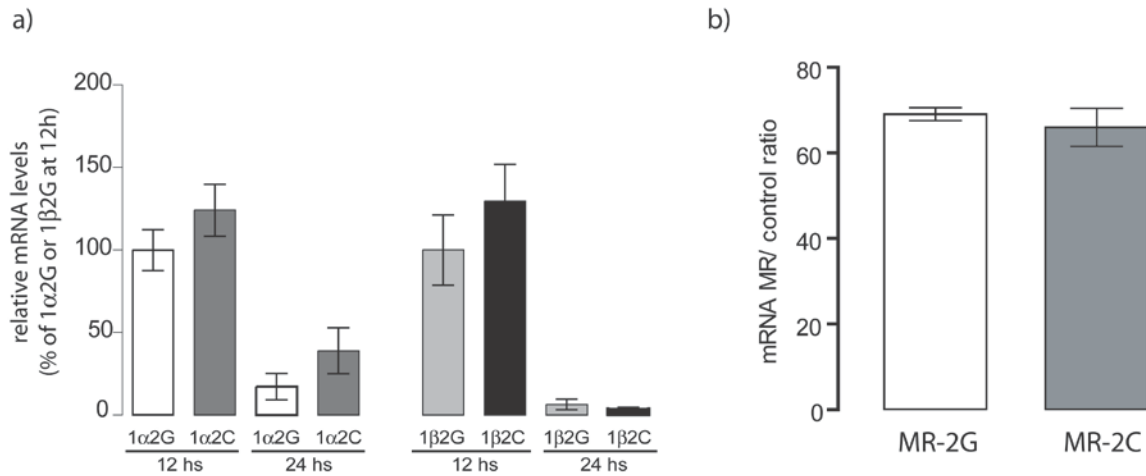 a)
relative mRNA levels
(% of 1α2G or 1β2G at 12h)
200
150
100
50
0
1α2G 1α2C 1α2G 1α2C 1β2G 1β2C 1β2G 1β2C
12 hs 24 hs 12 hs 24 hs
b)
mRNA MR/ control ratio
80
60
40
20
0
MR-2G MR-2C